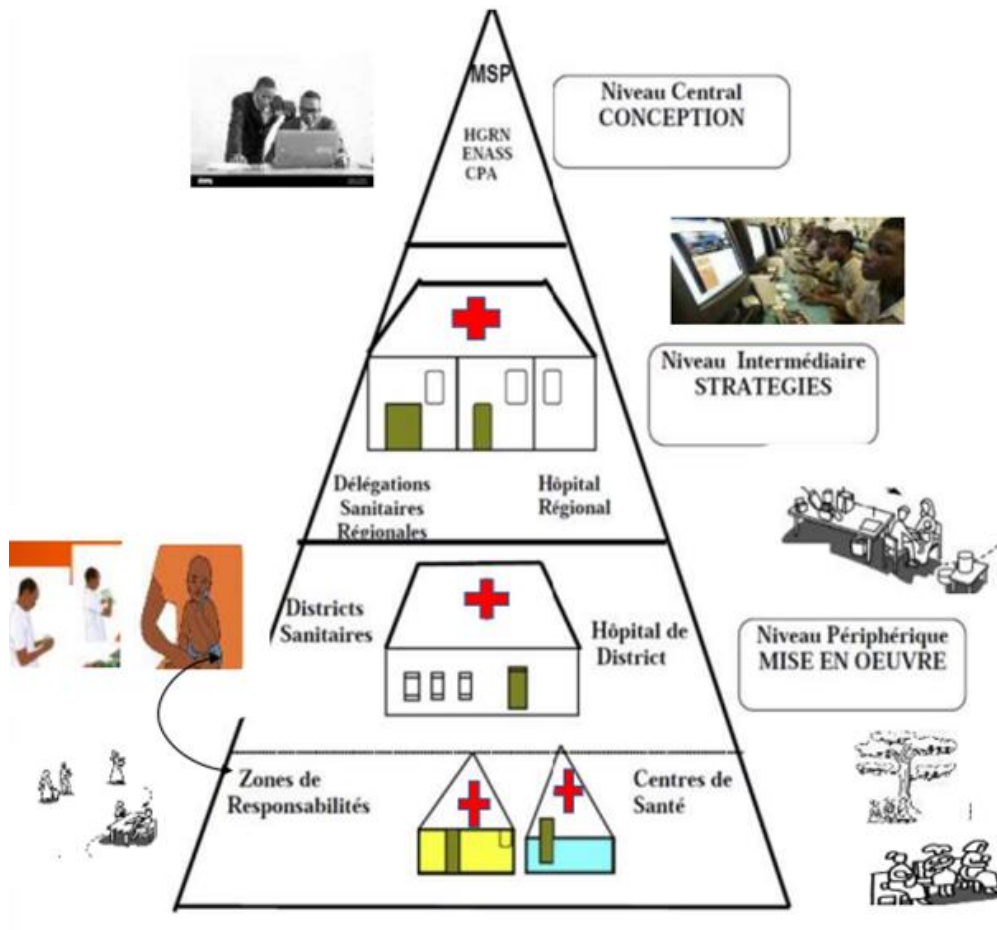 MSP
HGRN
ENASS
CPA
Niveau Central
CONCEPTION
Niveau Intermédiaire
STRATEGIES
Délégations
Sanitaires
Régionales
Hôpital
Régional
Districts
Sanitaires
Hôpital de
District
Niveau Périphérique
MISE EN OEUVRE
Zones de
Responsabilités
Centres de
Santé